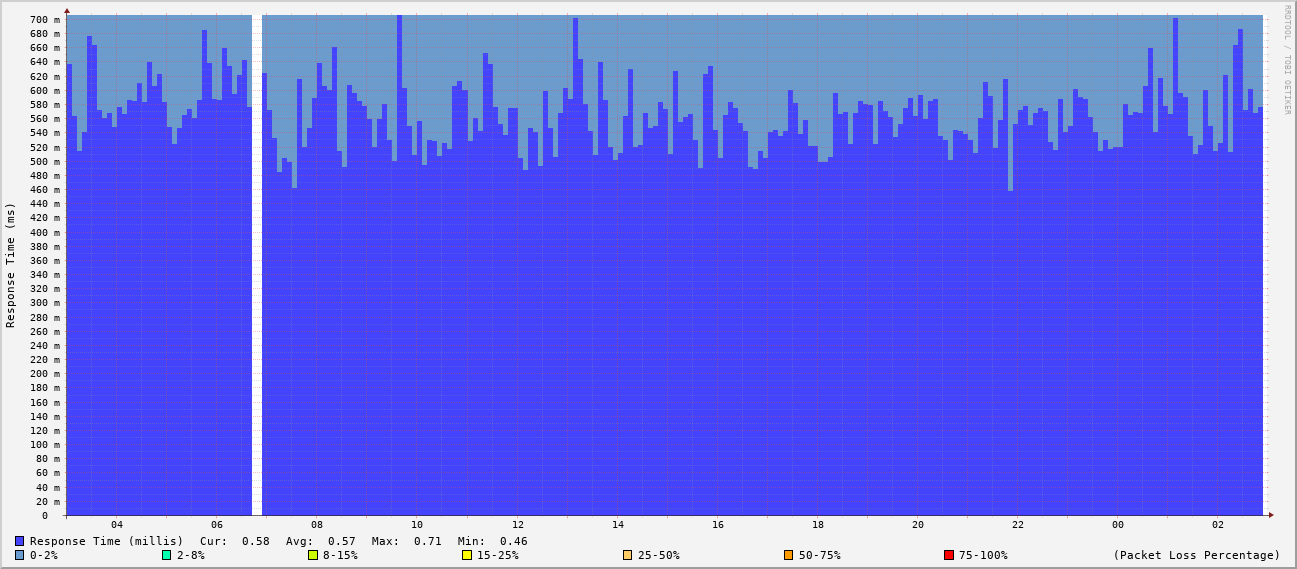 700 m
680 m
660 m
640 m
620 m
600 m
580 m
560 m
540 m
520 m
500 m
480 m
460 m
440 m
420 m
400 m
380 m
360 m
340 m
320 m
300 m
280 m
260 m
240 m
220 m
200 m
180 m
160 m
140 m
120 m
100 m
80 m
60 m
40 m
20 m
0
Response Time (ms)
RRDTOOL / TOBI OETIKER
04 06 08 10 12 14 16 18 20 22 00 02
Response Time (millis) Cur: 0.58 Avg: 0.57 Max: 0.71 Min: 0.46
0-2% 2-8% 8-15% 15-25% 25-50% 50-75% 75-100% (Packet Loss Percentage)